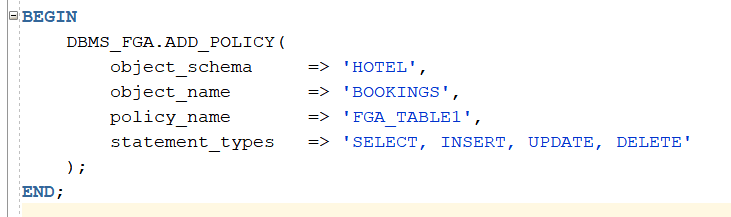 BEGIN
    DBMS_FGA.ADD_POLICY(
        object_schema     => 'HOTEL',
        object_name       => 'BOOKINGS',
        policy_name       => 'FGA_TABLE1',
        statement_types   => 'SELECT, INSERT, UPDATE, DELETE'
    );
END;